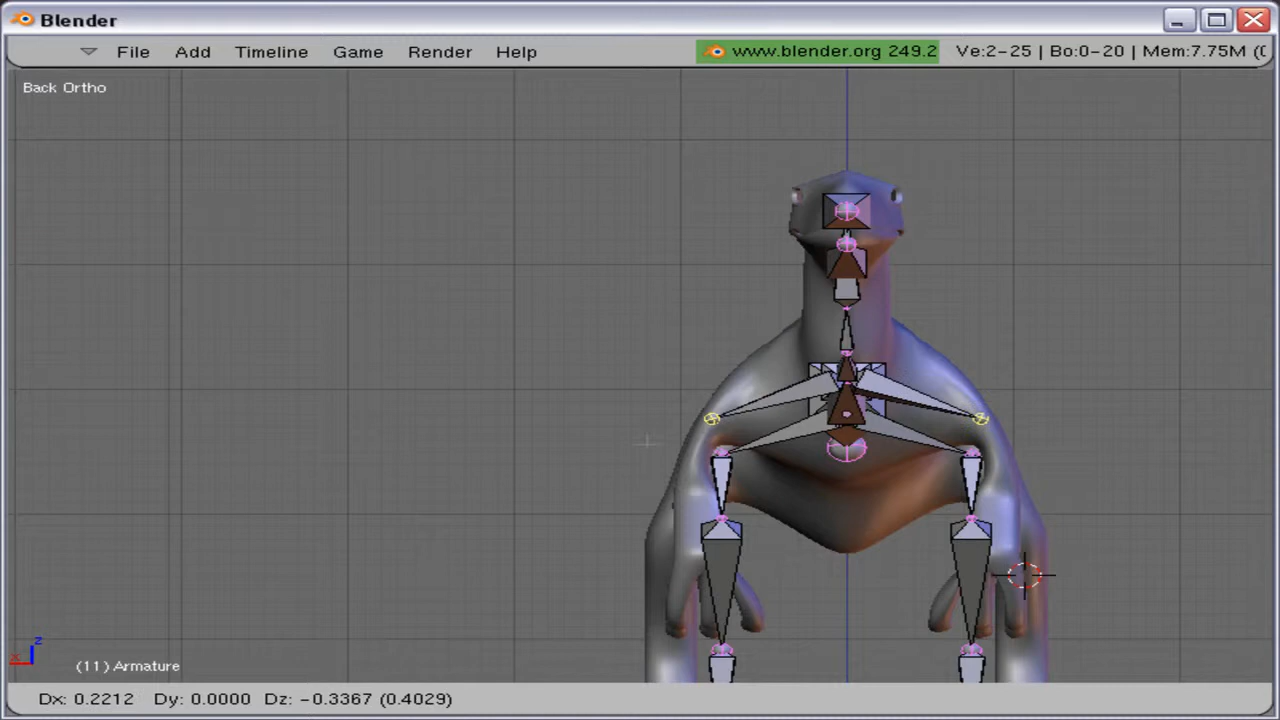 Blender
File Add Timeline Game Render Help www.blender.org 249.2 Ve:2-25 | Bo:0-20 | Mem:7.75M (
Back Ortho
z
x
(11) Armature
Dx: 0.2212 Dy: 0.0000 Dz: -0.3367 (0.4029)